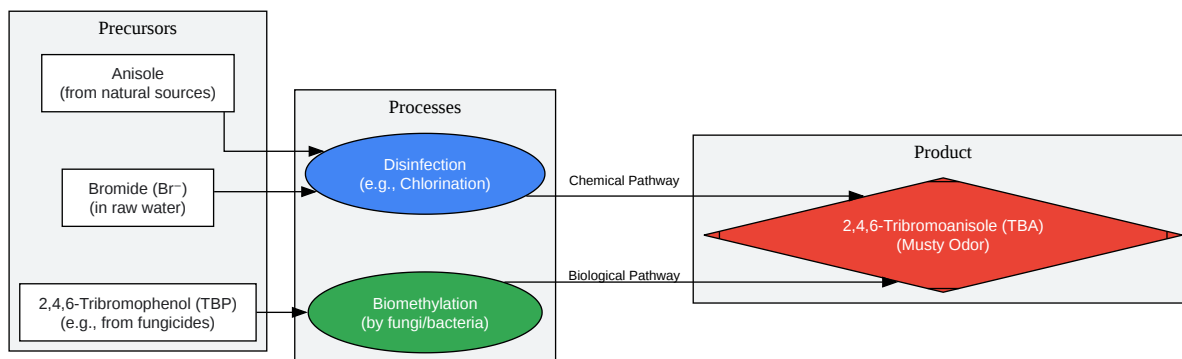 Precursors
Anisole
(from natural sources)
Bromide (Br⁻)
(in raw water)
2,4,6-Tribromophenol (TBP)
(e.g., from fungicides)
Processes
Disinfection
(e.g., Chlorination)
Biomethylation
(by fungi/bacteria)
Chemical Pathway
Biological Pathway
Product
2,4,6-Tribromoanisole (TBA)
(Musty Odor)